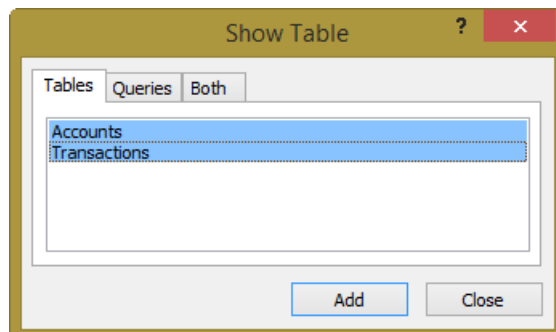 Show Table
?
Tables Queries Both
Accounts
Transactions
Add Close